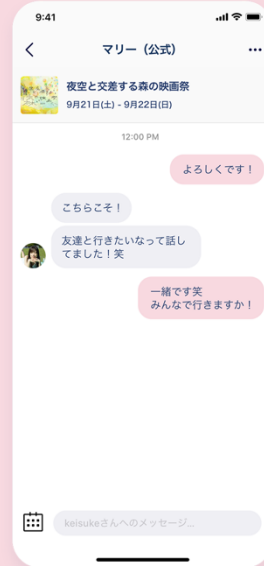 9:41
マリー（公式）
夜空と交差する森の映画祭
9月21日(土) - 9月22日(日)
12:00 PM
よろしくです！
こちらこそ！
友達と行きたいなって話し
てました！笑
一緒です笑
みんなで行きますか！
keisukeさんへのメッセージ...